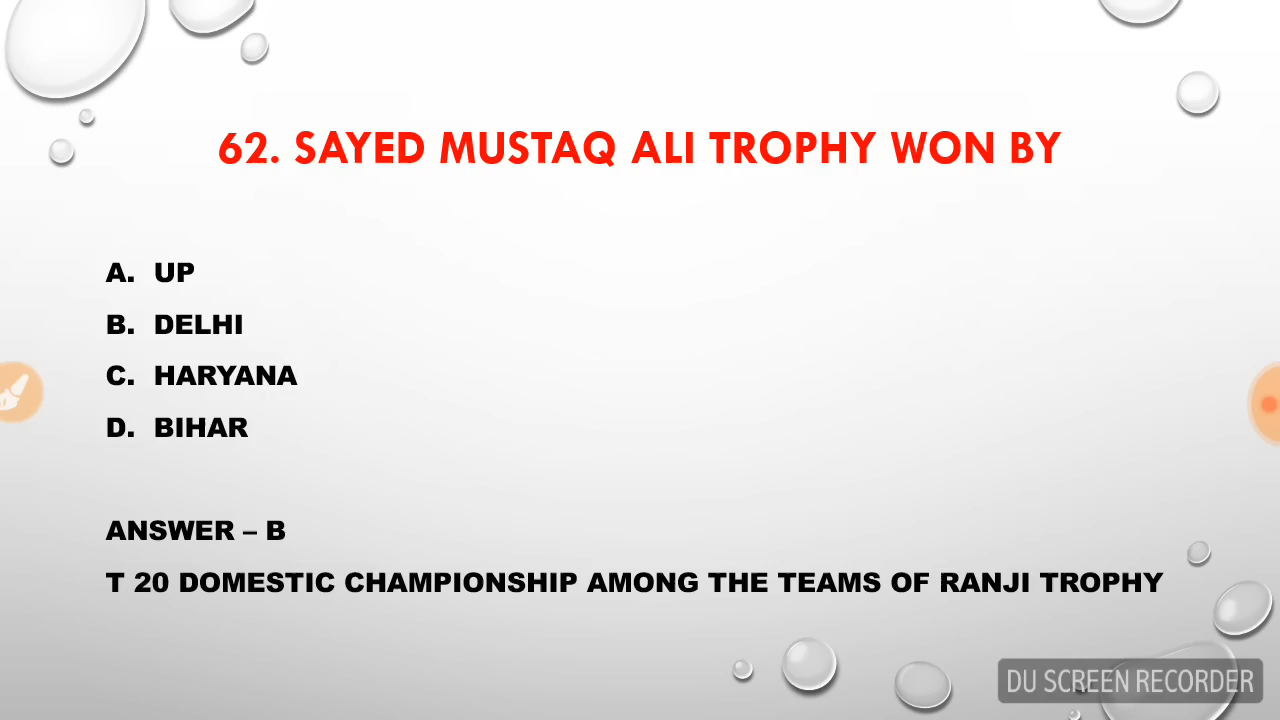 62. SAYED MUSTAQ ALI TROPHY WON BY
A. UP
B. DELHI
C. HARYANA
D. BIHAR
ANSWER – B
T 20 DOMESTIC CHAMPIONSHIP AMONG THE TEAMS OF RANJI TROPHY
DU SCREEN RECORDER